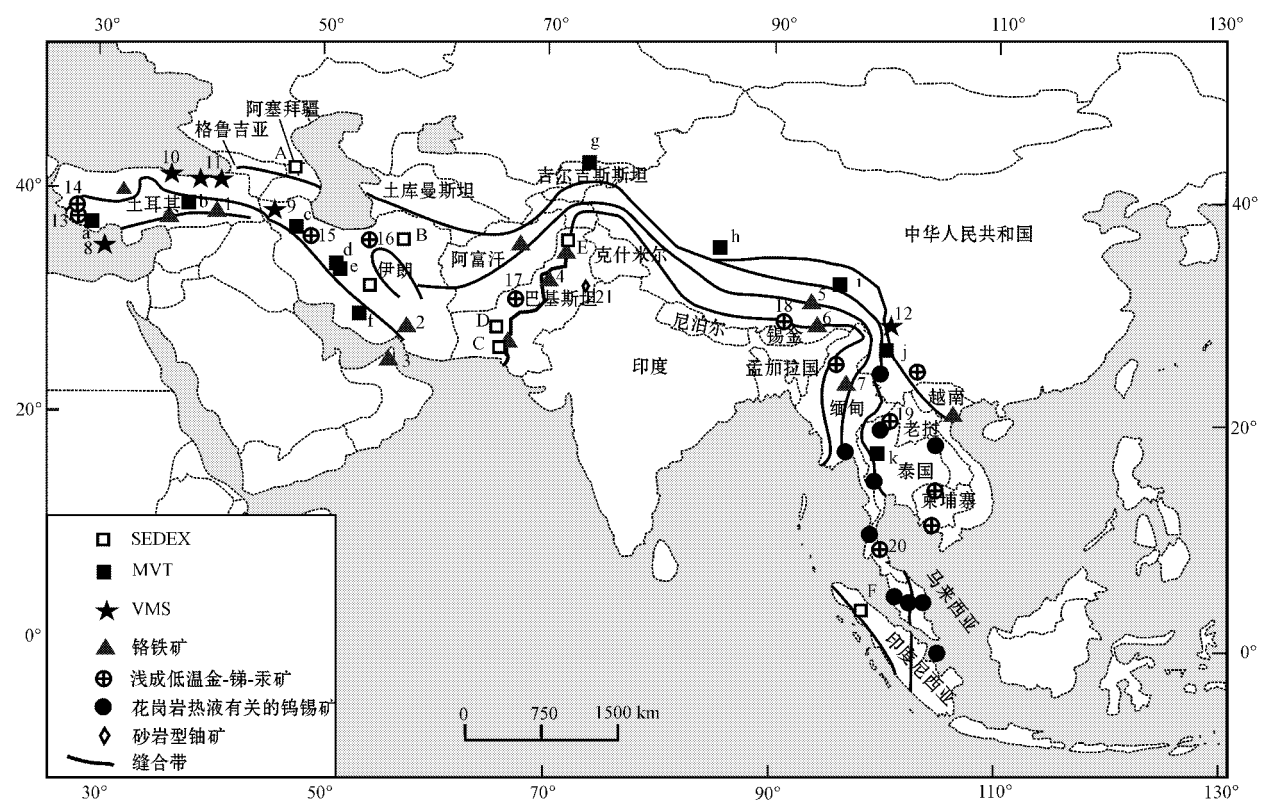 30° 50° 70° 90° 110° 130°
阿塞拜疆
格鲁吉亚
g
10 11 A
吉尔吉斯斯坦
40° 14 土库曼斯坦 40°
土耳其 b 1 9
13 c
a 15 16 B h 中华人民共和国
8 d E 克什米尔
e 伊朗 阿富汗
17 4 i
巴基斯坦 21 5
f 2 18 12
D 尼泊尔 6
C 锡金
3 印度 孟加拉国 j
7
缅甸 越南
20° 19 20°
老挝
k
泰国
柬埔寨
20
SEDEX
MVT
F 马来西亚
VMS
0° 铬铁矿 印度尼西亚 0°
浅成低温金-锑-汞矿
花岗岩热液有关的钨锡矿
0 750 1500 km
砂岩型铀矿
缝合带
30° 50° 70° 90° 110° 130°